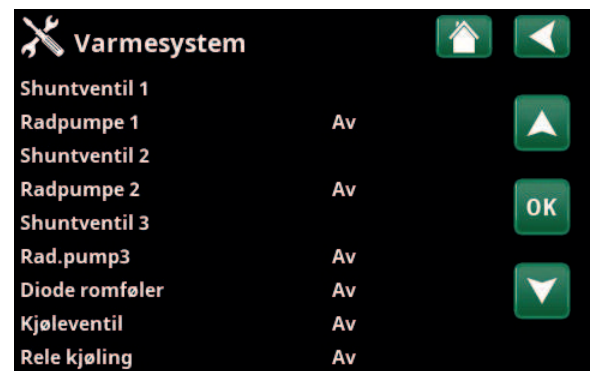 Varmesystem
Shuntventil 1
Radpumpe 1 Av
Shuntventil 2
Radpumpe 2 Av
OK
Shuntventil 3
Rad.pump3 Av
Diode romføler Av
Kjøleventil Av
Rele kjøling Av